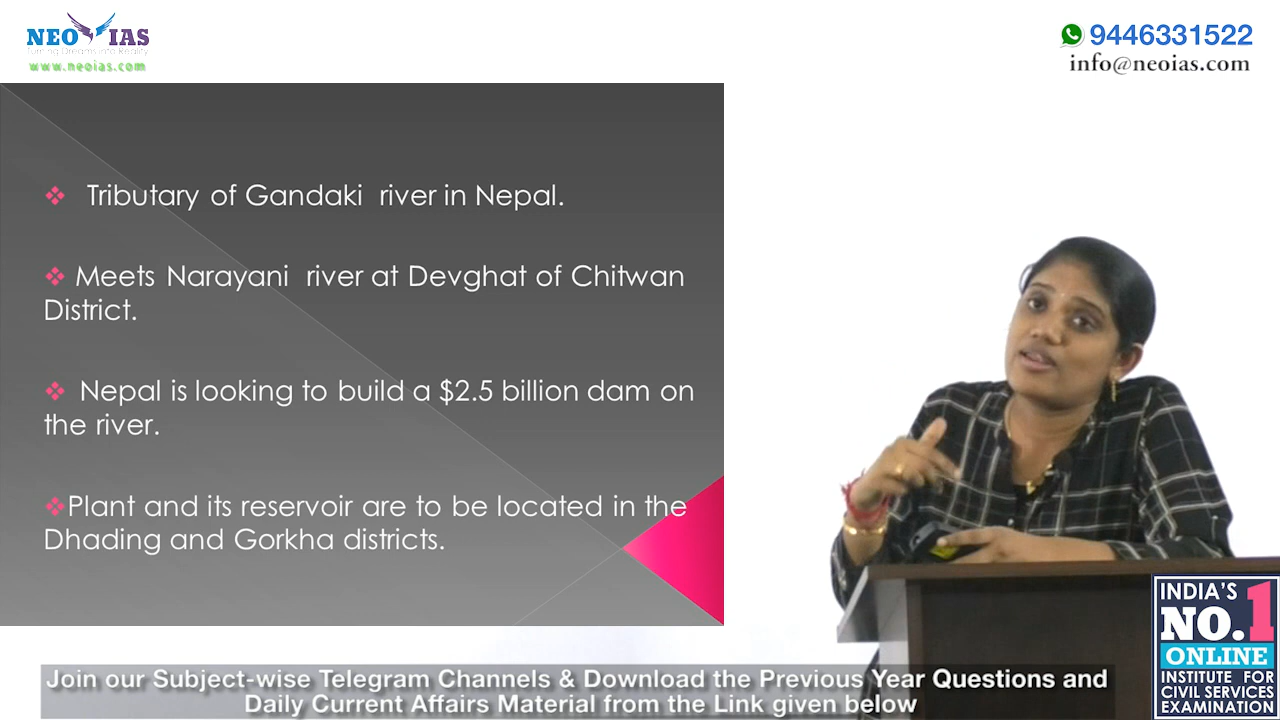 NEO IAS
Turning Dreams into Reality
www.neoias.com
9446331522
info@neoias.com
❖ Tributary of Gandaki river in Nepal.
❖ Meets Narayani river at Devghat of Chitwan
District.
❖ Nepal is looking to build a $2.5 billion dam on
the river.
❖Plant and its reservoir are to be located in the
Dhading and Gorkha districts.
INDIA'S
NO.1
ONLINE
INSTITUTE FOR
CIVIL SERVICES
EXAMINATION
Join our Subject-wise Telegram Channels & Download the Previous Year Questions and
Daily Current Affairs Material from the Link given below